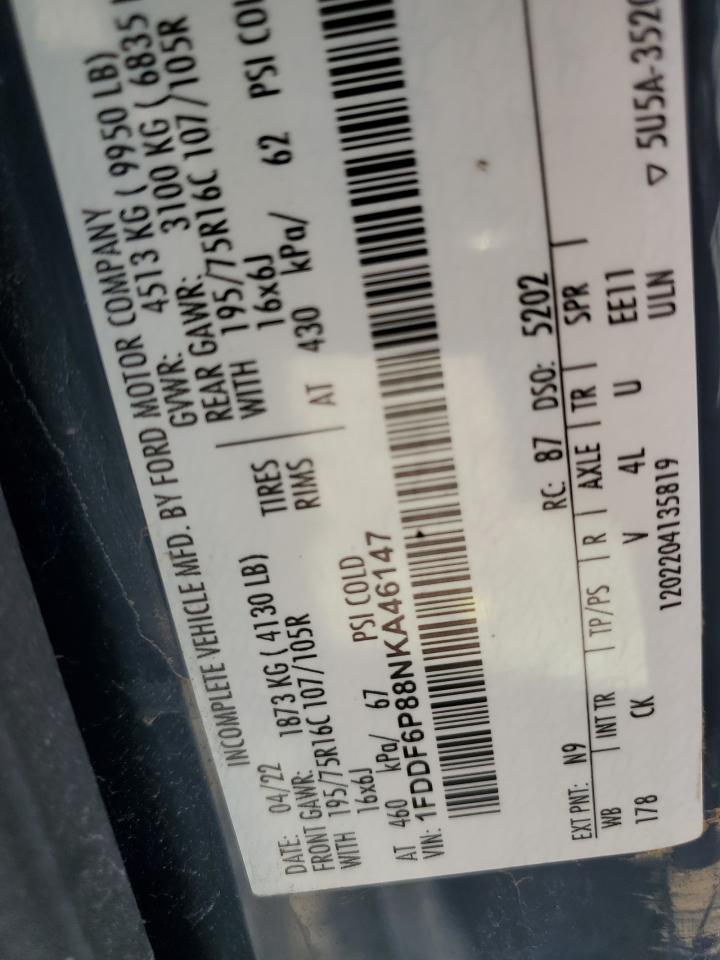 INCOMPLETE VEHICLE MFD. BY FORD MOTOR COMPANY
DATE: 04/22 GVWR: 4513 KG ( 9950 LB)
FRONT GAWR: 1873 KG ( 4130 LB) REAR GAWR: 3100 KG ( 6835
195/75R16C 107/105R TIRES 195/75R16C 107/105R
WITH 16x6J RIMS WITH 16x6J
AT 460 kPa/ 67 PSI COLD AT 430 kPa/ 62 PSI
VIN: 1FDDF6P88NKA46147
EXT PNT: N9 RC: 87 DSO: 5202
WB INT TR TP/PS R AXLE TR SPR
178 CK V 4L U EE11
1202204135819 ULN
▽ 5U5A-3520